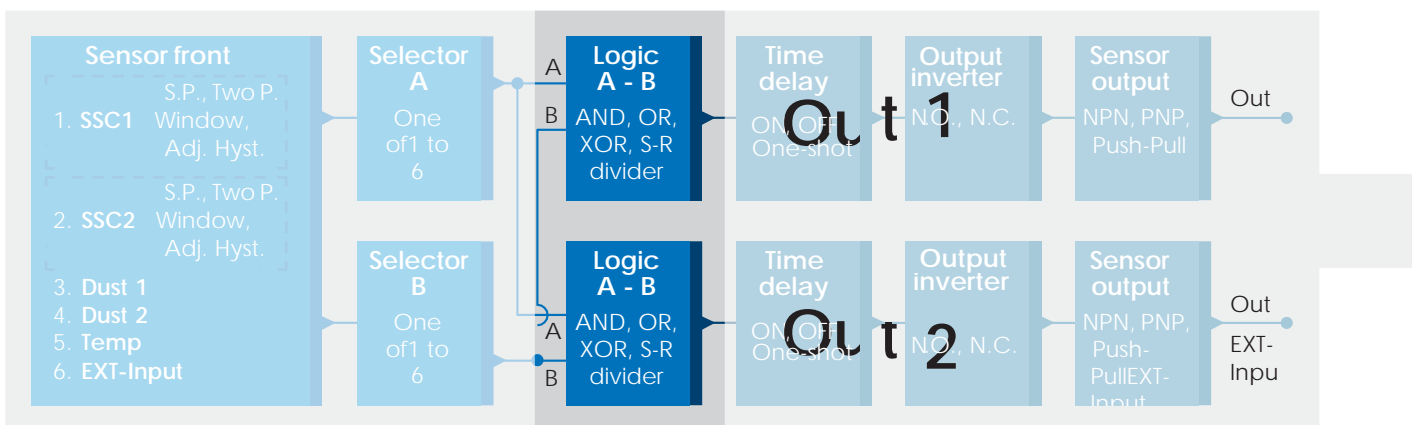 Sensor front
S.P., Two P.
1. SSC1 Window,
Adj. Hyst.
S.P., Two P.
2. SSC2 Window,
Adj. Hyst.
3. Dust 1
4. Dust 2
5. Temp
6. EXT-Input
Selector
A
One
of1 to
6
Selector
B
One
of1 to
6
A
B
Logic
A - B
AND, OR,
XOR, S-R
divider
A
B
Logic
A - B
AND, OR,
XOR, S-R
divider
Time
delay
ON, OFF
One-shot
Out 1
Output
inverter
N.O., N.C.
Sensor
output
NPN, PNP,
Push-Pull
Out
Time
delay
ON, OFF
One-shot
Out 2
Output
inverter
N.O., N.C.
Sensor
output
NPN, PNP,
Push-
PullEXT-
Input
Out
EXT-
Inpu